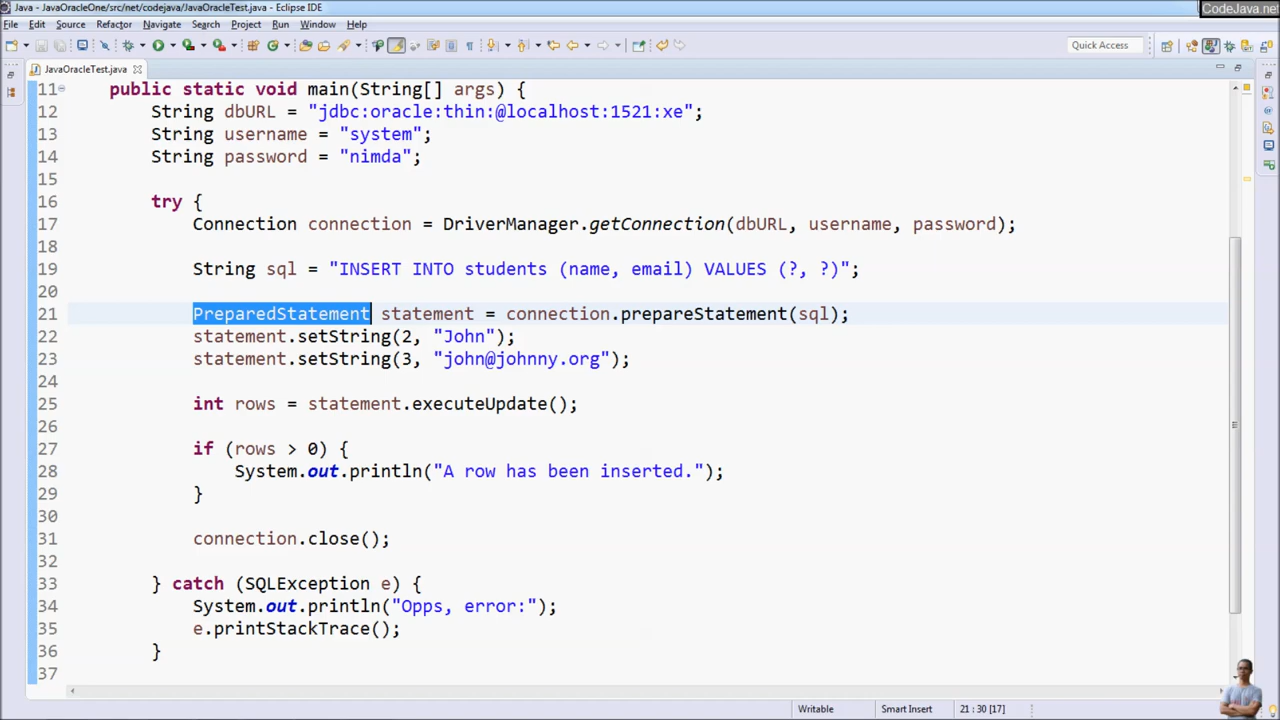 Java - JavaOracleOne/src/net/codejava/JavaOracleTest.java - Eclipse IDE
CodeJava.net
File Edit Source Refactor Navigate Search Project Run Window Help
Quick Access
JavaOracleTest.java
11 public static void main(String[] args) {
12 String dbURL = "jdbc:oracle:thin:@localhost:1521:xe";
13 String username = "system";
14 String password = "nimda";
15
16 try {
17 Connection connection = DriverManager.getConnection(dbURL, username, password);
18
19 String sql = "INSERT INTO students (name, email) VALUES (?, ?)";
20
21 PreparedStatement statement = connection.prepareStatement(sql);
22 statement.setString(2, "John");
23 statement.setString(3, "john@johnny.org");
24
25 int rows = statement.executeUpdate();
26
27 if (rows > 0) {
28 System.out.println("A row has been inserted.");
29 }
30
31 connection.close();
32
33 } catch (SQLException e) {
34 System.out.println("Opps, error:");
35 e.printStackTrace();
36 }
37
Writable Smart Insert 21 : 30 [17]